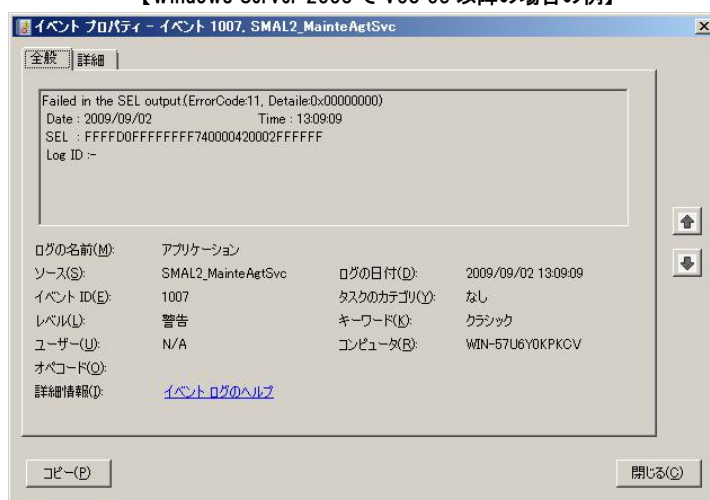 【Windows Server 2008 で V08-08 以降の場合の例】
イベント プロパティ - イベント 1007, SMAL2_MainteAgtSvc
全般 詳細
Failed in the SEL output.(ErrorCode:11, Detaile:0x00000000)
Date : 2009/09/02 Time : 13:09:09
SEL : FFFFD0FFFFFFFF740000420002FFFFFF
Log ID :-
ログの名前(M): アプリケーション
ソース(S): SMAL2_MainteAgtSvc ログの日付(D): 2009/09/02 13:09:09
イベント ID(E): 1007 タスクのカテゴリ(Y): なし
レベル(L): 警告 キーワード(K): クラシック
ユーザー(U): N/A コンピュータ(R): WIN-57U6Y0KPKCV
オペコード(O):
詳細情報(I): イベント ログのヘルプ
コピー(P) 閉じる(C)